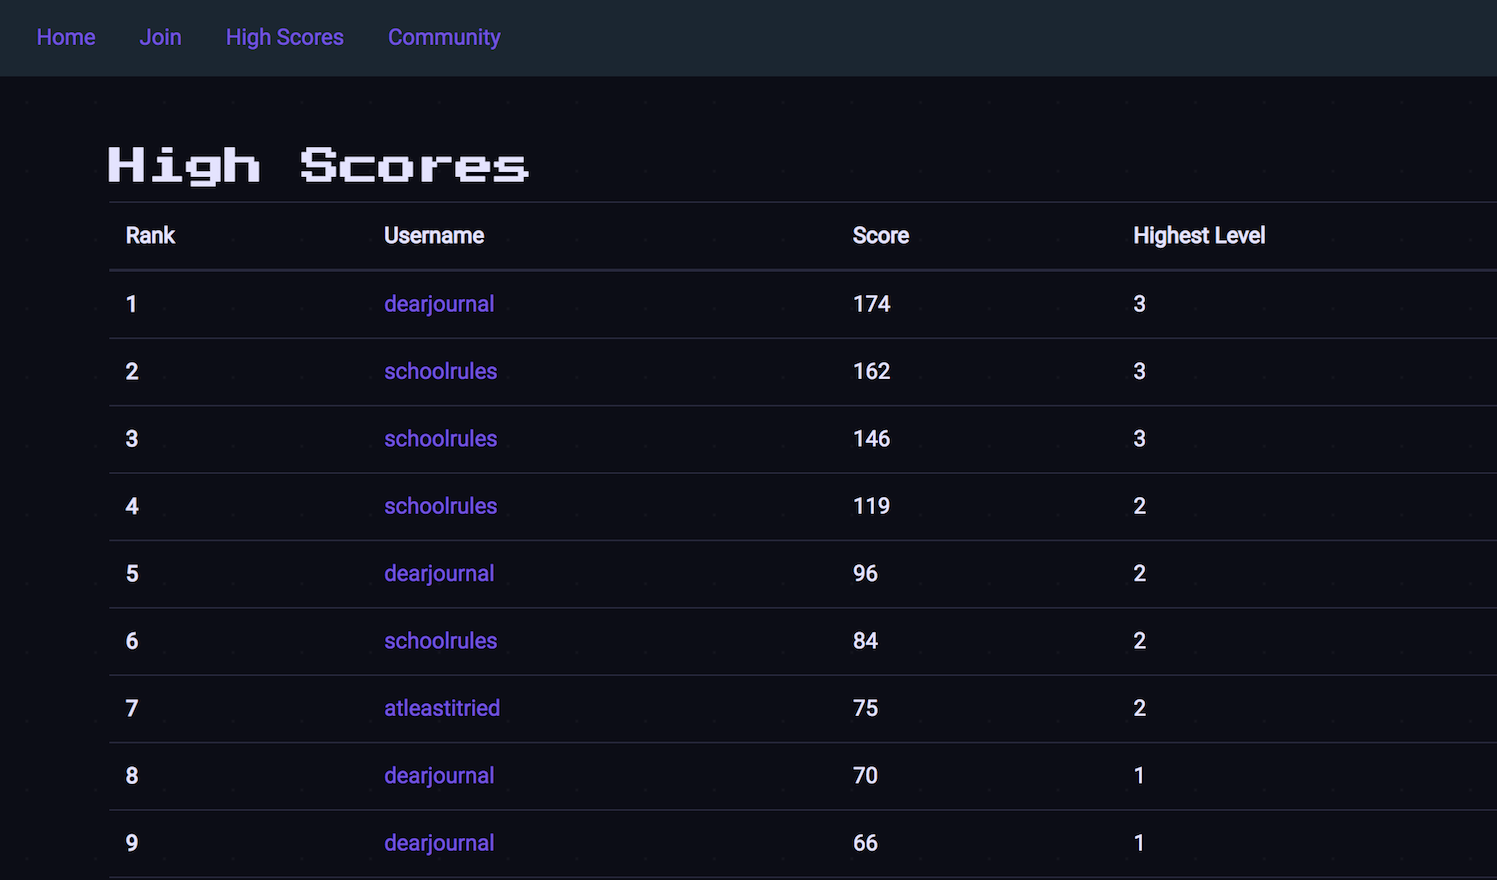 Home Join High Scores Community
High Scores
Rank Username Score Highest Level
1 dearjournal 174 3
2 schoolrules 162 3
3 schoolrules 146 3
4 schoolrules 119 2
5 dearjournal 96 2
6 schoolrules 84 2
7 atleastitried 75 2
8 dearjournal 70 1
9 dearjournal 66 1